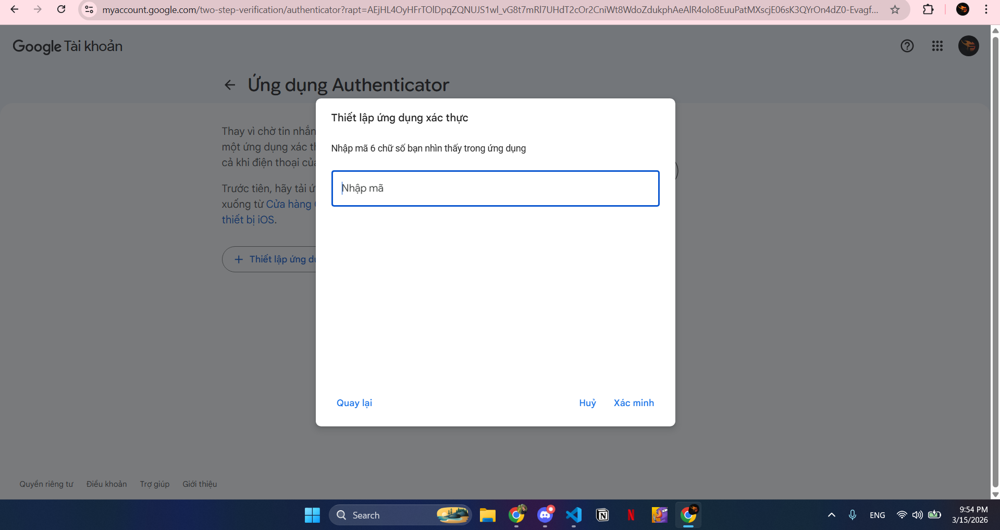 myaccount.google.com/two-step-verification/authenticator?rapt=AEjHL4OyHFrTOlDpqZQNUJS1wl_vG8t7mRl7UHdT2cOr2CniWt8WdoZdukphAeAlR4olo8EuuPatMXscjE06sK3QYrOn4dZ0-Evagf...
Google Tài khoản
Ứng dụng Authenticator
Thay vì chờ tin nhắn
một ứng dụng xác th
cả khi điện thoại của
Trước tiên, hãy tải ứ
xuống từ Cửa hàng
thiết bị iOS.
Thiết lập ứng dụ
Thiết lập ứng dụng xác thực
Nhập mã 6 chữ số bạn nhìn thấy trong ứng dụng
Nhập mã
Quay lại
Huỷ
Xác minh
Quyền riêng tư
Điều khoản
Trợ giúp
Giới thiệu
Search
ENG
9:54 PM
3/15/2026